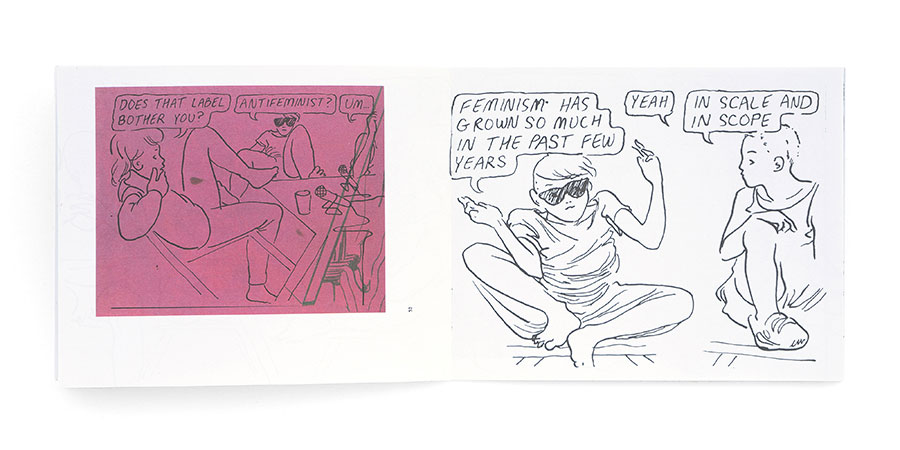 DOES THAT LABEL
BOTHER YOU?
ANTIFEMINIST?
UM...
FEMINISM HAS
GROWN SO MUCH
IN THE PAST FEW
YEARS
YEAH
IN SCALE AND
IN SCOPE